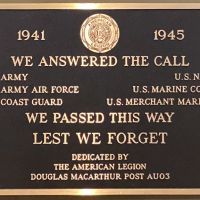 1941 1945
WE ANSWERED THE CALL
ARMY U.S. N
ARMY AIR FORCE U.S. MARINE CO
COAST GUARD U.S. MERCHANT MARI
WE PASSED THIS WAY
LEST WE FORGET
DEDICATED BY
THE AMERICAN LEGION
DOUGLAS MACARTHUR POST AU03